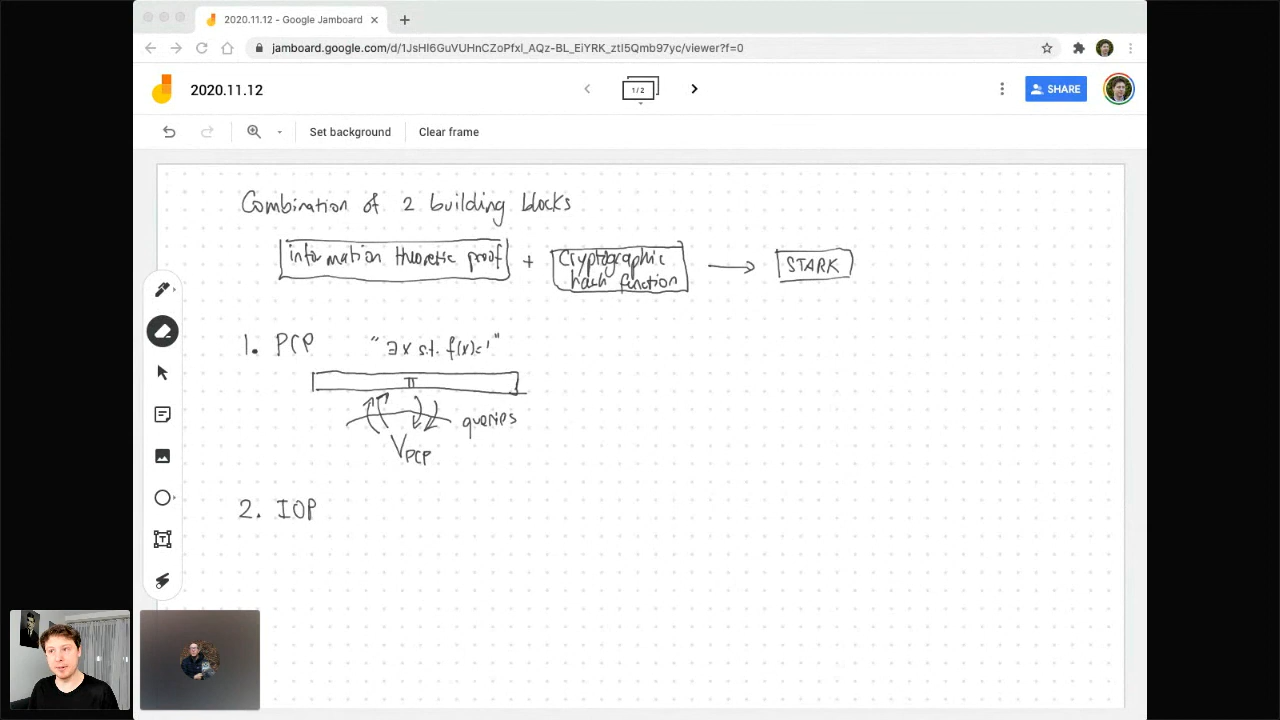 2020.11.12 - Google Jamboard
jamboard.google.com/d/1JsHI6GuVUHnCZoPfxl_AQz-BL_EiYRK_ztI5Qmb97yc/viewer?f=0
2020.11.12
1 / 2
SHARE
Set background
Clear frame
Combination of 2 building blocks
information theoretic proof + Cryptographic hash function → STARK
1. PCP "∃x s.t. f(x)=1"
π
queries
V PCP
2. IOP